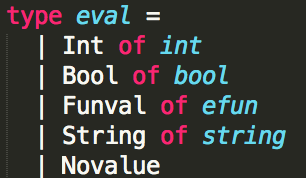 type eval =
| Int of int
| Bool of bool
| Funval of efun
| String of string
| Novalue